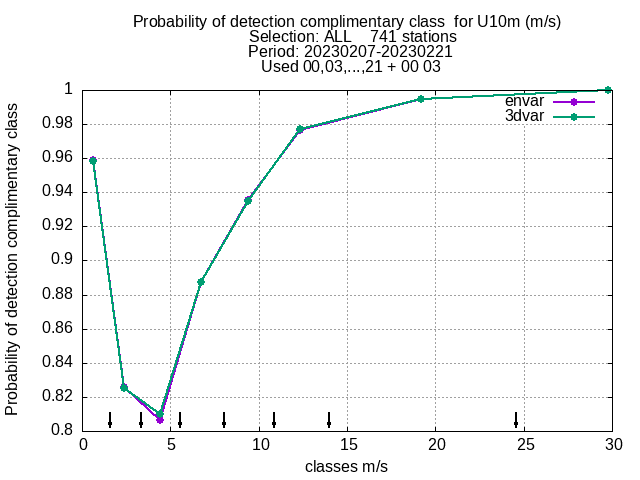 Probability of detection complimentary class  for U10m (m/s)
Selection: ALL    741 stations
Period: 20230207-20230221
Used 00,03,...,21 + 00 03
envar
3dvar
1
0.98
0.96
0.94
0.92
0.9
0.88
0.86
0.84
0.82
0.8
Probability of detection complimentary class
0 5 10 15 20 25 30
classes m/s